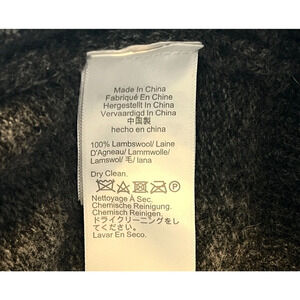 Made In China
Fabriqué En Chine
Hergestellt In China
Vervaardigd In China
中国製
hecho en china
100% Lambswool/ Laine
D'Agneau/ Lammwolle/
Lamswol/ 毛/ lana
Dry Clean.
P
Nettoyage À Sec.
Chemische Reinigung.
Chemisch Reinigen.
ドライクリーニングをし
てください。
Lavar En Seco.